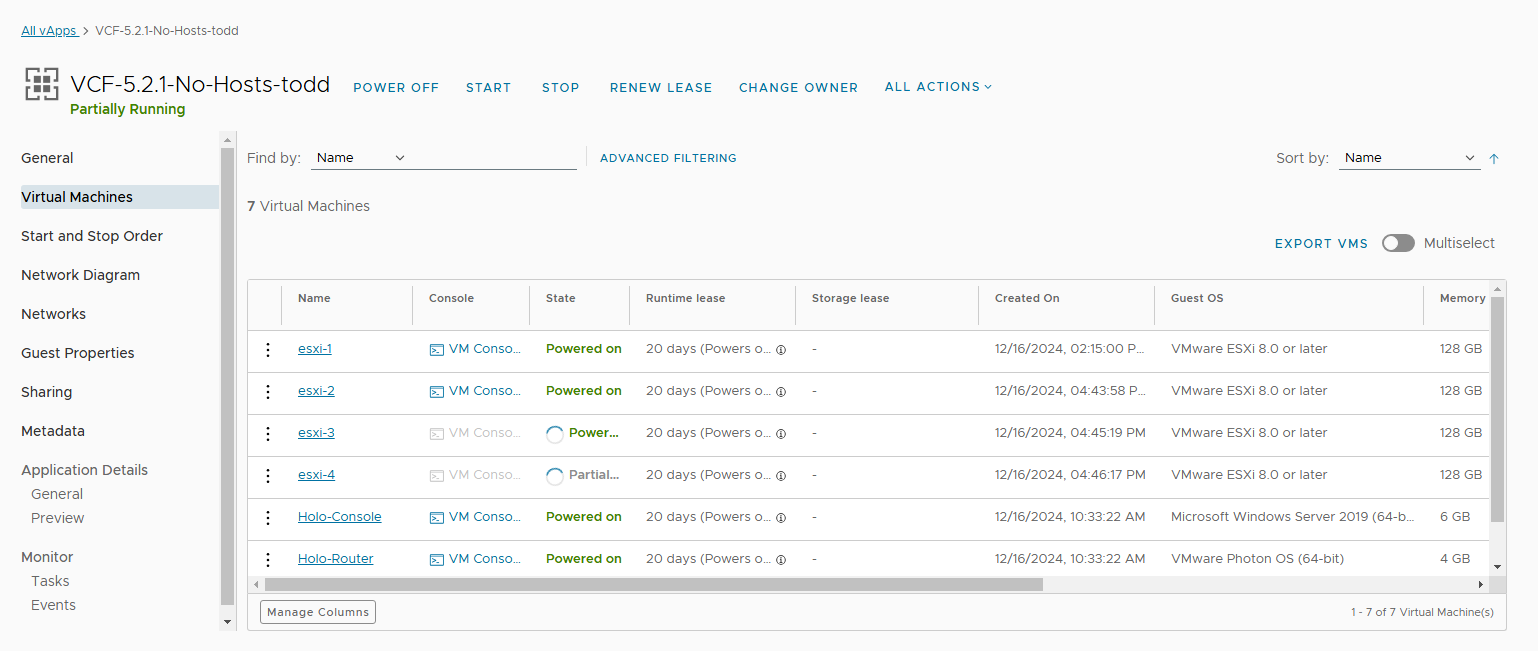 All vApps > VCF-5.2.1-No-Hosts-todd
VCF-5.2.1-No-Hosts-todd POWER OFF START STOP RENEW LEASE CHANGE OWNER ALL ACTIONS
Partially Running
General
Virtual Machines
Start and Stop Order
Network Diagram
Networks
Guest Properties
Sharing
Metadata
Application Details
General
Preview
Monitor
Tasks
Events
Find by: Name ADVANCED FILTERING Sort by: Name
7 Virtual Machines
EXPORT VMS Multiselect
Name Console State Runtime lease Storage lease Created On Guest OS Memory
esxi-1 VM Conso... Powered on 20 days (Powers o... - 12/16/2024, 02:15:00 P... VMware ESXi 8.0 or later 128 GB
esxi-2 VM Conso... Powered on 20 days (Powers o... - 12/16/2024, 04:43:58 P... VMware ESXi 8.0 or later 128 GB
esxi-3 VM Conso... Power... 20 days (Powers o... - 12/16/2024, 04:45:19 PM VMware ESXi 8.0 or later 128 GB
esxi-4 VM Conso... Partial... 20 days (Powers o... - 12/16/2024, 04:46:17 PM VMware ESXi 8.0 or later 128 GB
Holo-Console VM Conso... Powered on 20 days (Powers o... - 12/16/2024, 10:33:22 AM Microsoft Windows Server 2019 (64-b... 6 GB
Holo-Router VM Conso... Powered on 20 days (Powers o... - 12/16/2024, 10:33:22 AM VMware Photon OS (64-bit) 4 GB
Manage Columns 1 - 7 of 7 Virtual Machine(s)